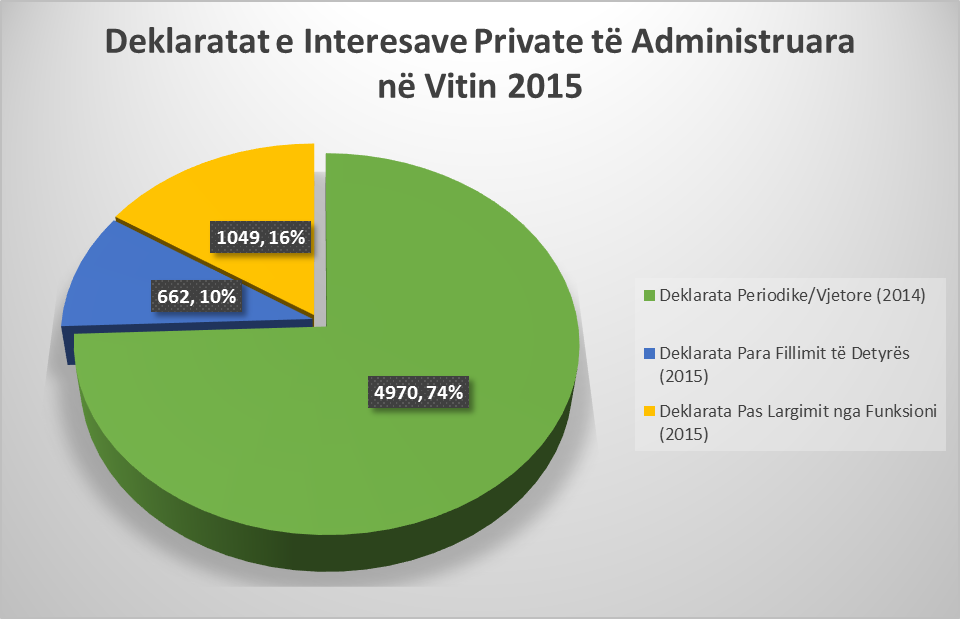 Deklaratat e Interesave Private të Administruara
në Vitin 2015
1049, 16%
662, 10%
4970, 74%
Deklarata Periodike/Vjetore (2014)
Deklarata Para Fillimit të Detyrës
(2015)
Deklarata Pas Largimit nga Funksioni
(2015)